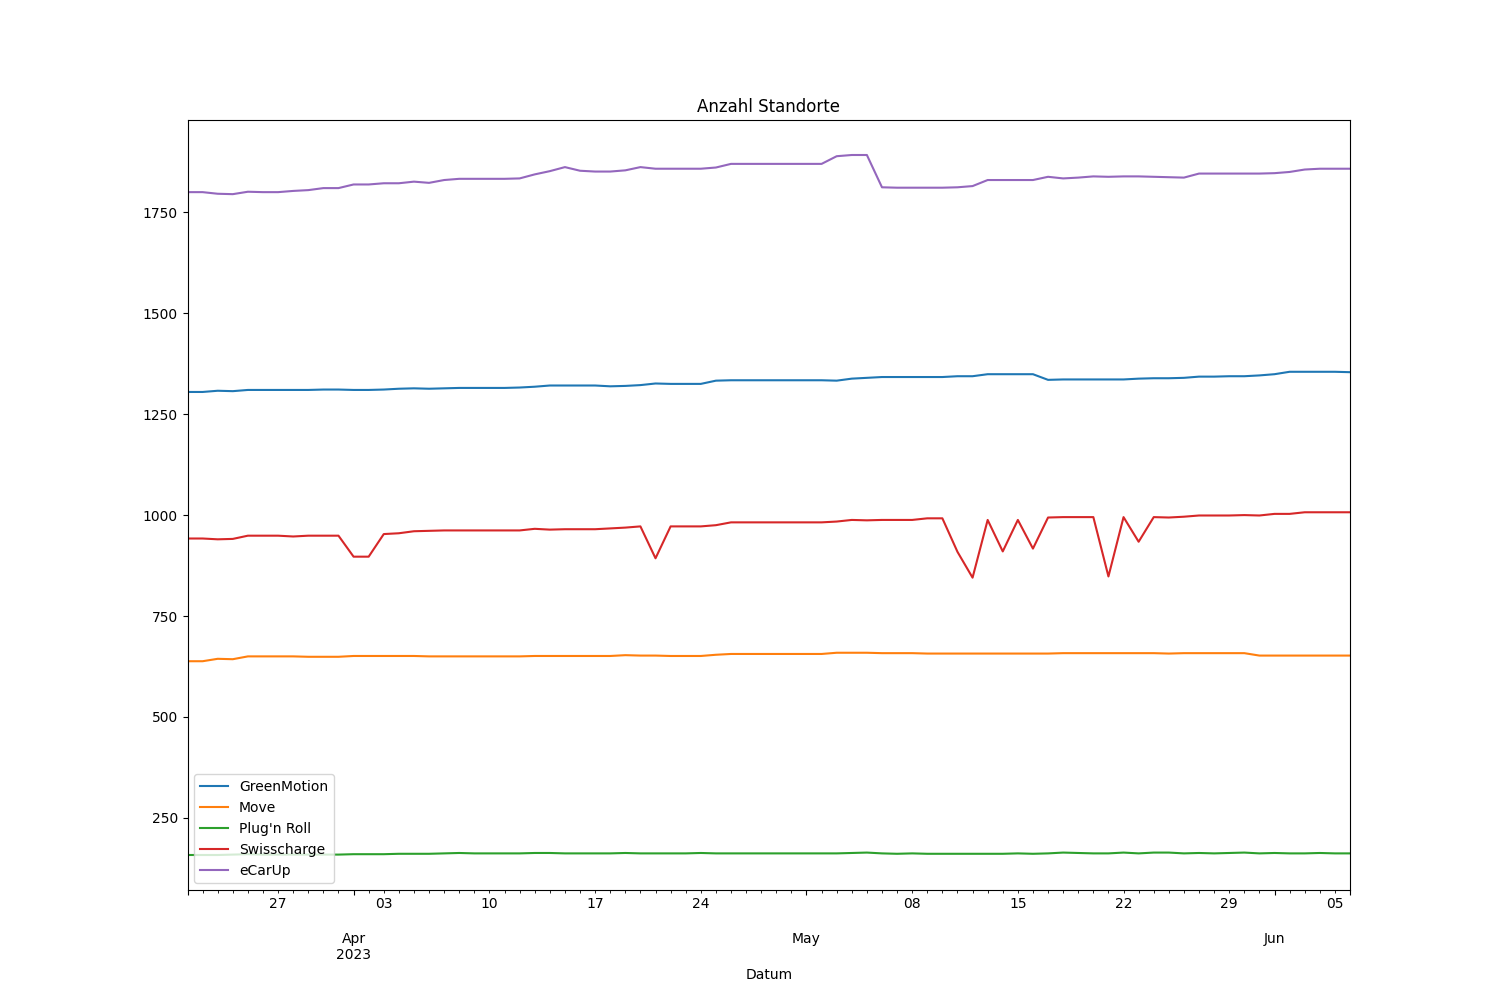 Anzahl Standorte
1750
1500
1250
1000
750
500
250
GreenMotion
Move
Plug'n Roll
Swisscharge
eCarUp
27 03 10 17 24 08 15 22 29 05
Apr May Jun
2023
Datum